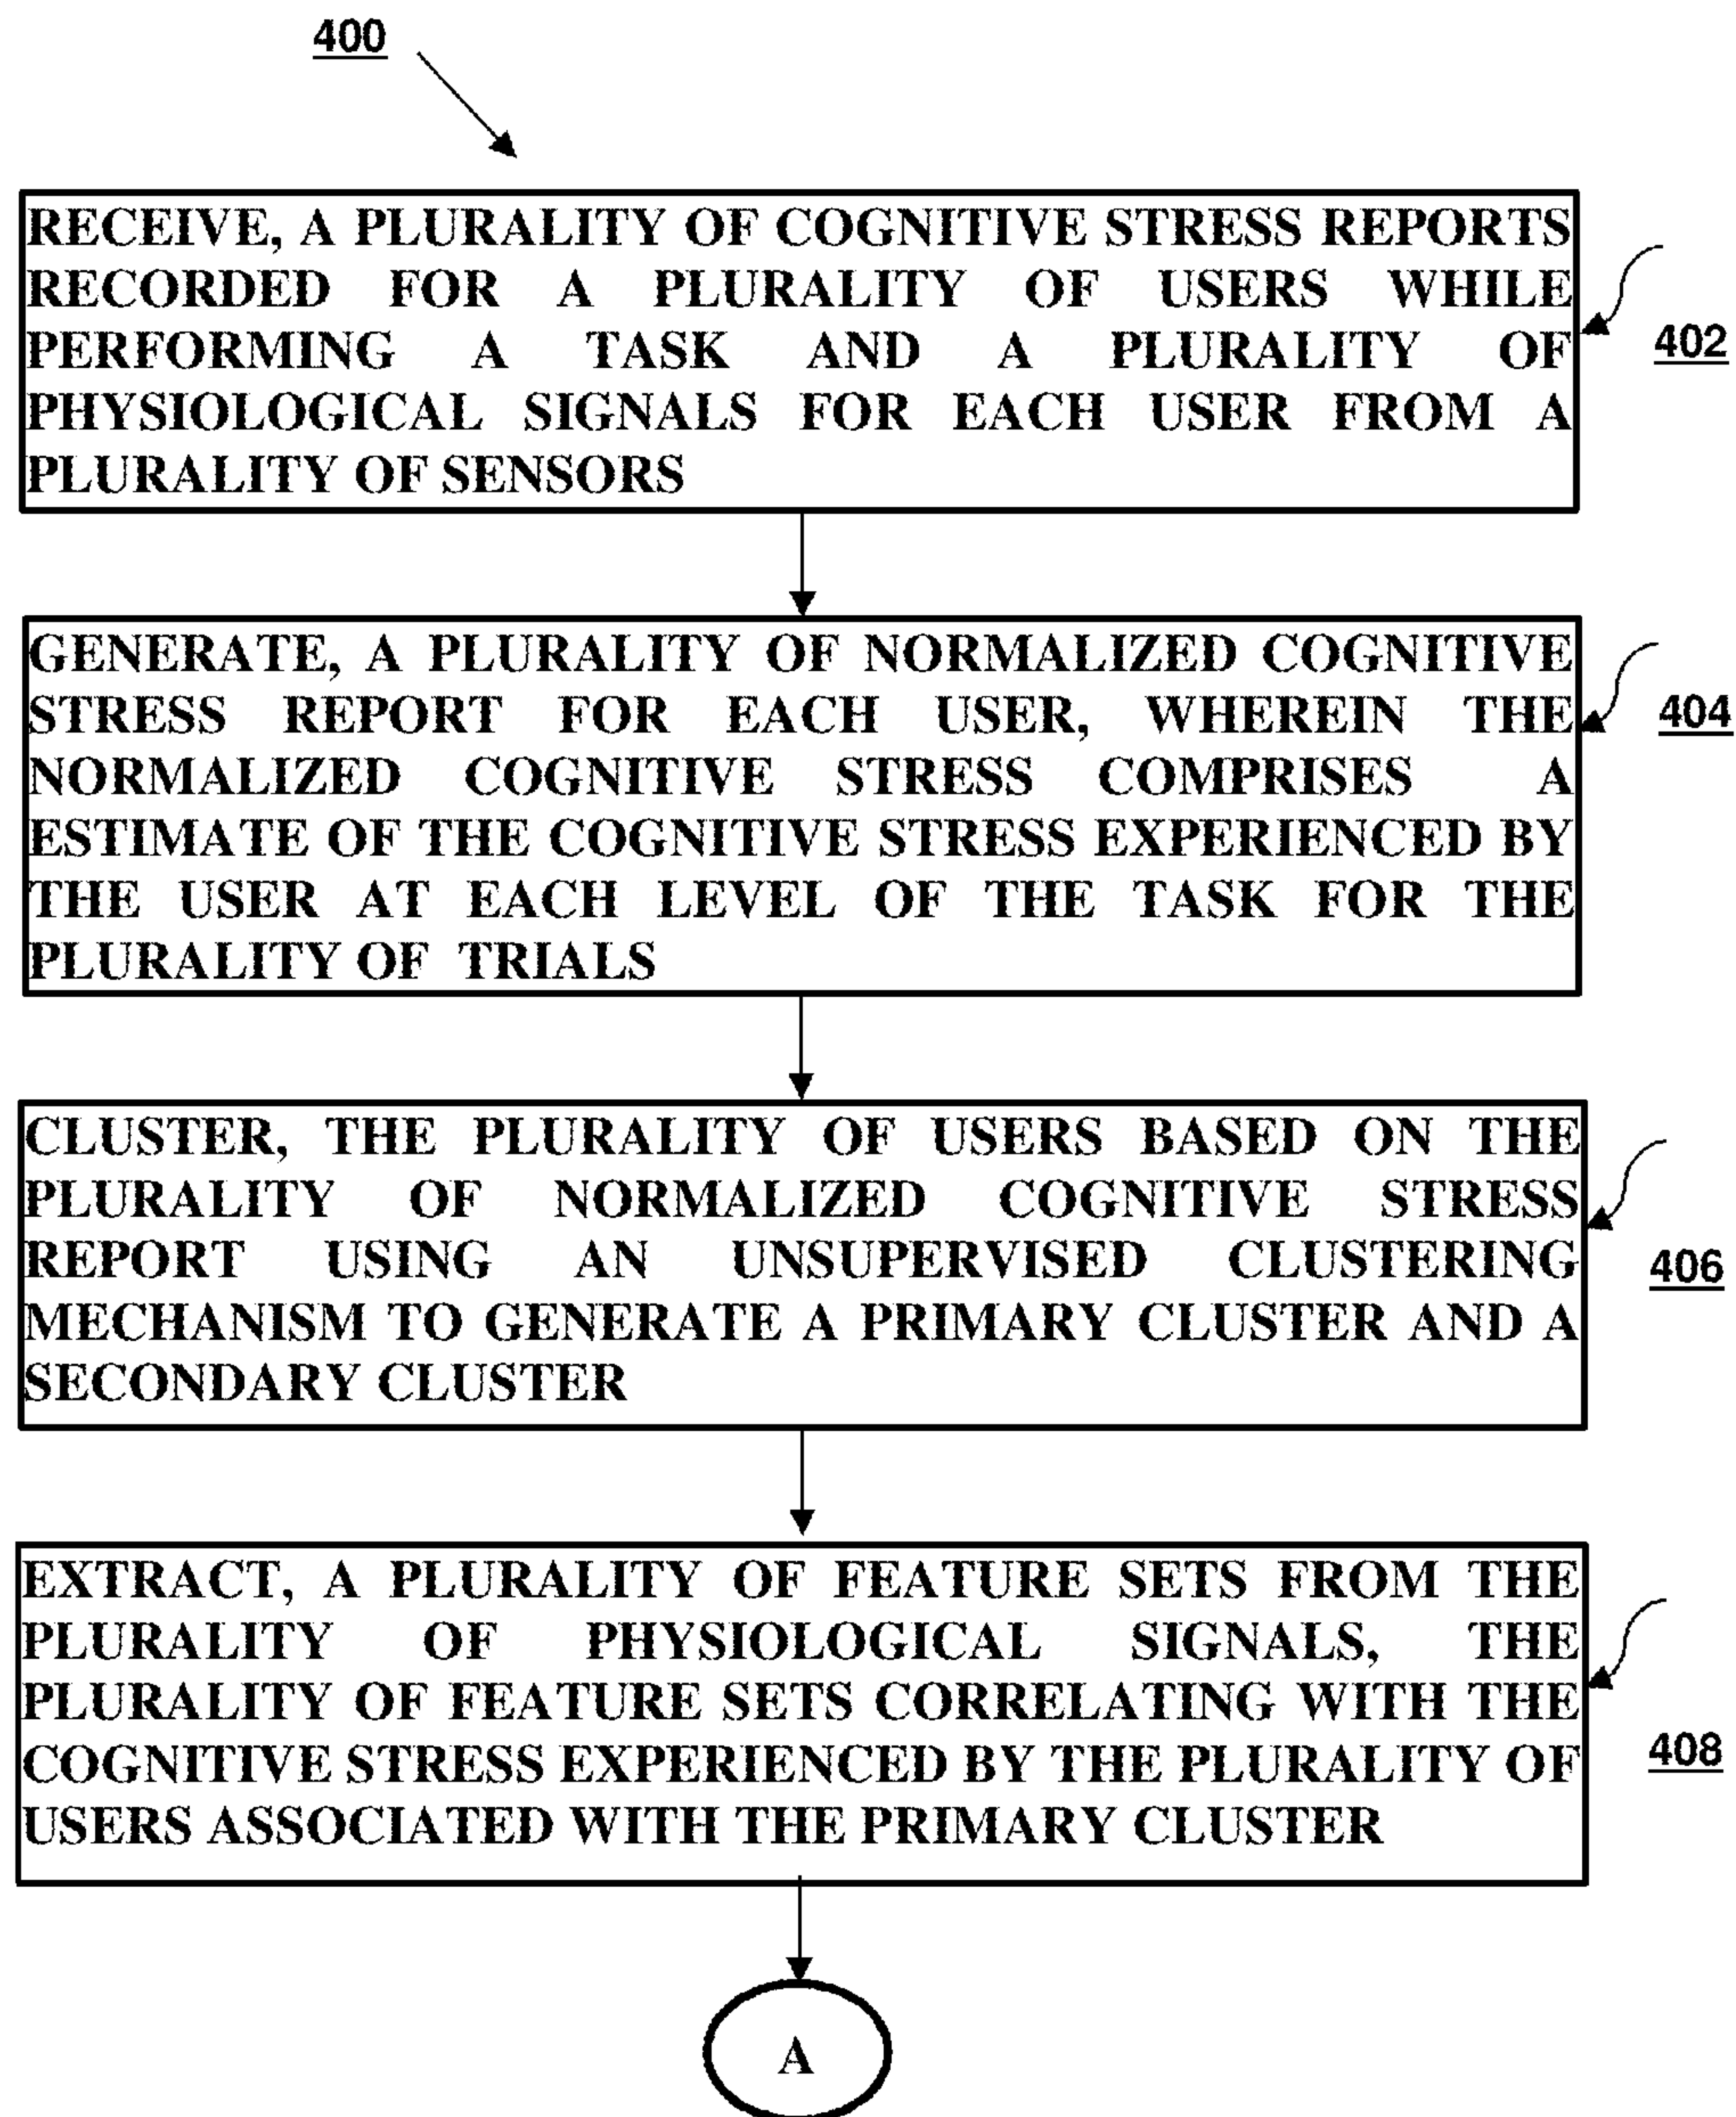 400
RECEIVE, A PLURALITY OF COGNITIVE STRESS REPORTS
RECORDED FOR A PLURALITY OF USERS WHILE
PERFORMING A TASK AND A PLURALITY OF
PHYSIOLOGICAL SIGNALS FOR EACH USER FROM A
PLURALITY OF SENSORS
402
GENERATE, A PLURALITY OF NORMALIZED COGNITIVE
STRESS REPORT FOR EACH USER, WHEREIN THE
NORMALIZED COGNITIVE STRESS COMPRISES A
ESTIMATE OF THE COGNITIVE STRESS EXPERIENCED BY
THE USER AT EACH LEVEL OF THE TASK FOR THE
PLURALITY OF TRIALS
404
CLUSTER, THE PLURALITY OF USERS BASED ON THE
PLURALITY OF NORMALIZED COGNITIVE STRESS
REPORT USING AN UNSUPERVISED CLUSTERING
MECHANISM TO GENERATE A PRIMARY CLUSTER AND A
SECONDARY CLUSTER
406
EXTRACT, A PLURALITY OF FEATURE SETS FROM THE
PLURALITY OF PHYSIOLOGICAL SIGNALS, THE
PLURALITY OF FEATURE SETS CORRELATING WITH THE
COGNITIVE STRESS EXPERIENCED BY THE PLURALITY OF
USERS ASSOCIATED WITH THE PRIMARY CLUSTER
408
A